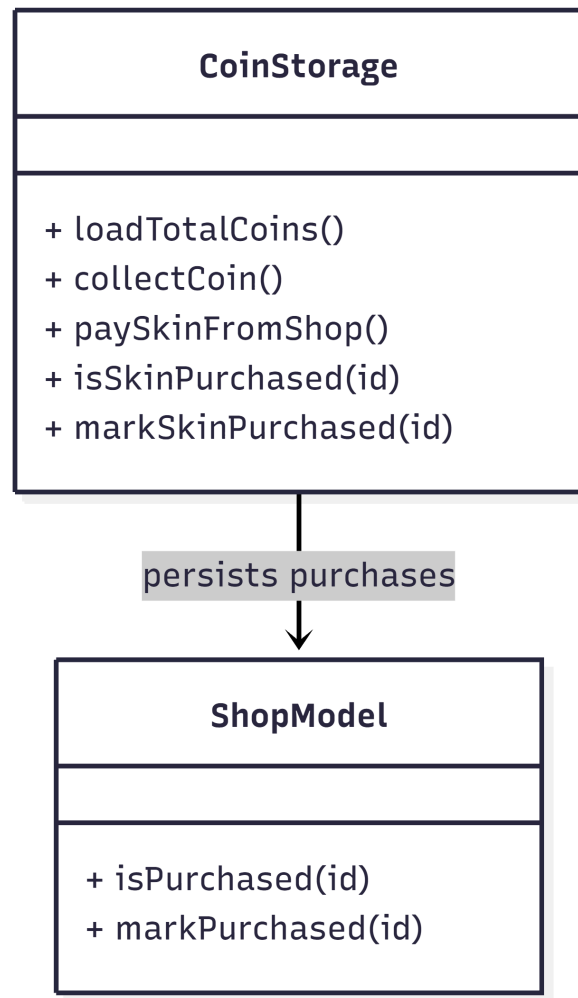 CoinStorage
+ loadTotalCoins()
+ collectCoin()
+ paySkinFromShop()
+ isSkinPurchased(id)
+ markSkinPurchased(id)
persists purchases
ShopModel
+ isPurchased(id)
+ markPurchased(id)